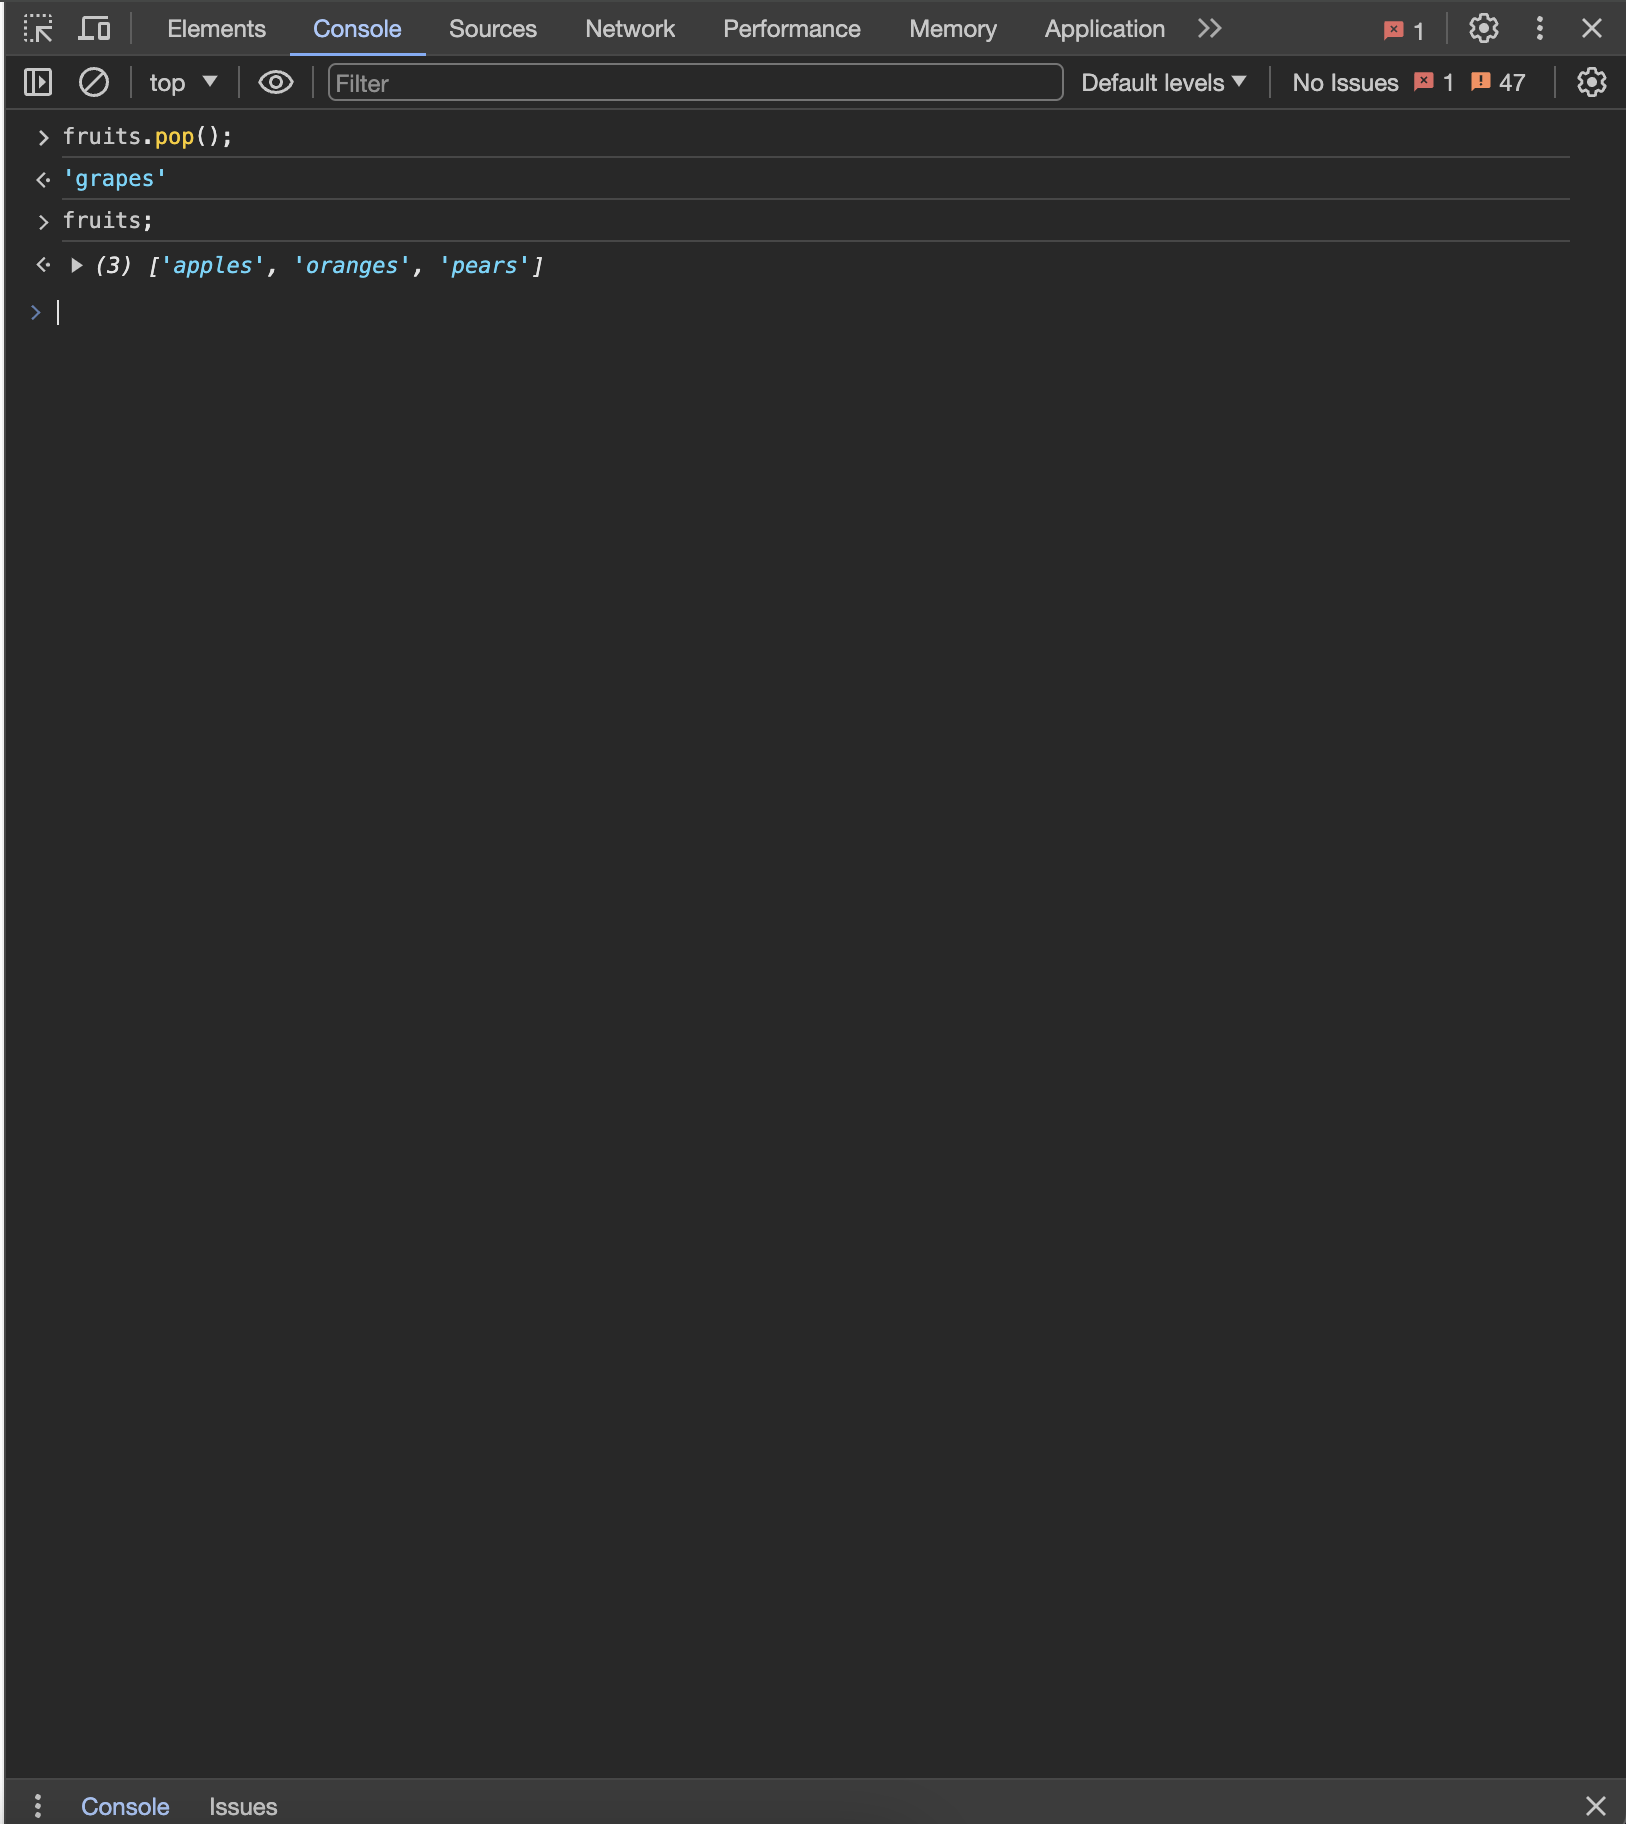 Elements Console Sources Network Performance Memory Application 1
top Filter Default levels No Issues 1 47
fruits.pop();
'grapes'
fruits;
(3) ['apples', 'oranges', 'pears']
Console Issues